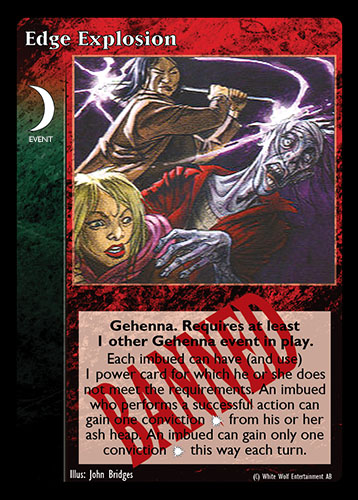 Edge Explosion
EVENT
Gehenna. Requires at least
1 other Gehenna event in play.
Each imbued can have (and use)
1 power card for which he or she does
not meet the requirements. An imbued
who performs a successful action can
gain one conviction from his or her
ash heap. An imbued can gain only one
conviction this way each turn.
BANNED
Illus: John Bridges
(C) White Wolf Entertainment AB